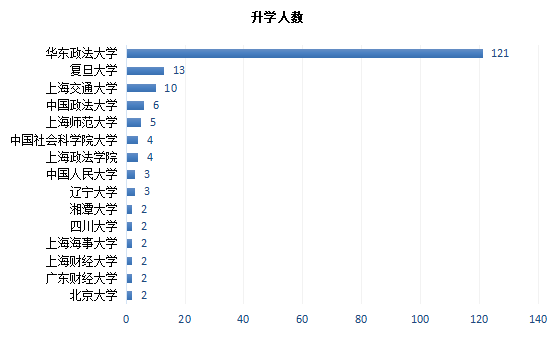 升学人数
华东政法大学 121
复旦大学 13
上海交通大学 10
中国政法大学 6
上海师范大学 5
中国社会科学院大学 4
上海政法学院 4
中国人民大学 3
辽宁大学 3
湘潭大学 2
四川大学 2
上海海事大学 2
上海财经大学 2
广东财经大学 2
北京大学 2
0 20 40 60 80 100 120 140